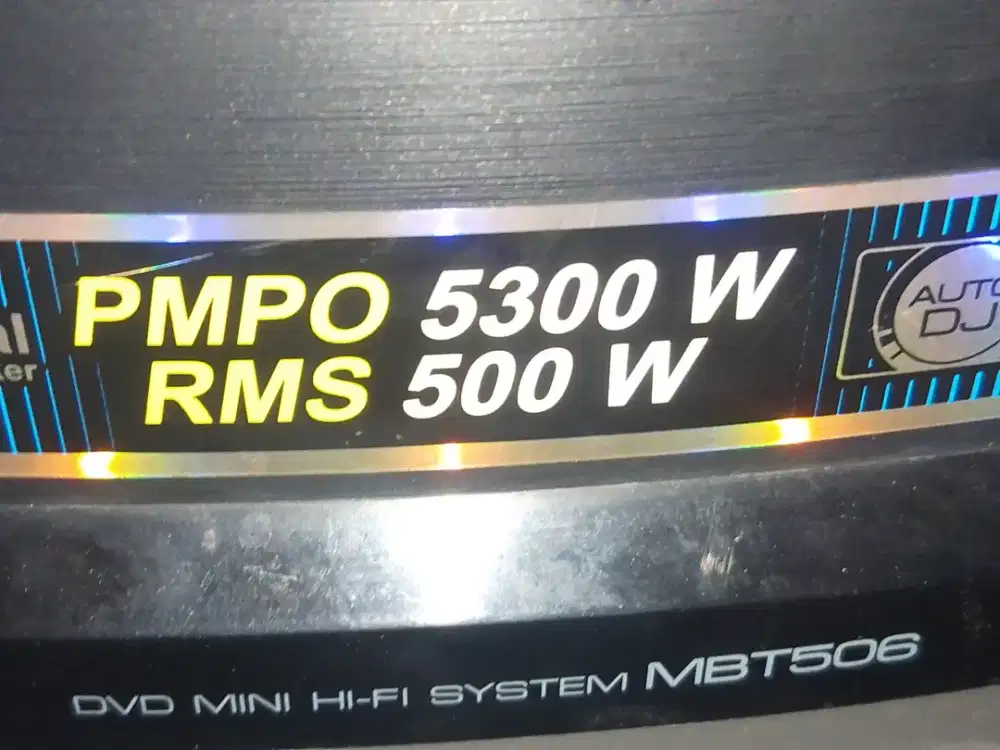 PMPO 5300 W
RMS 500 W
AUTO
DJ
DVD MINI HI-FI SYSTEM MBT506